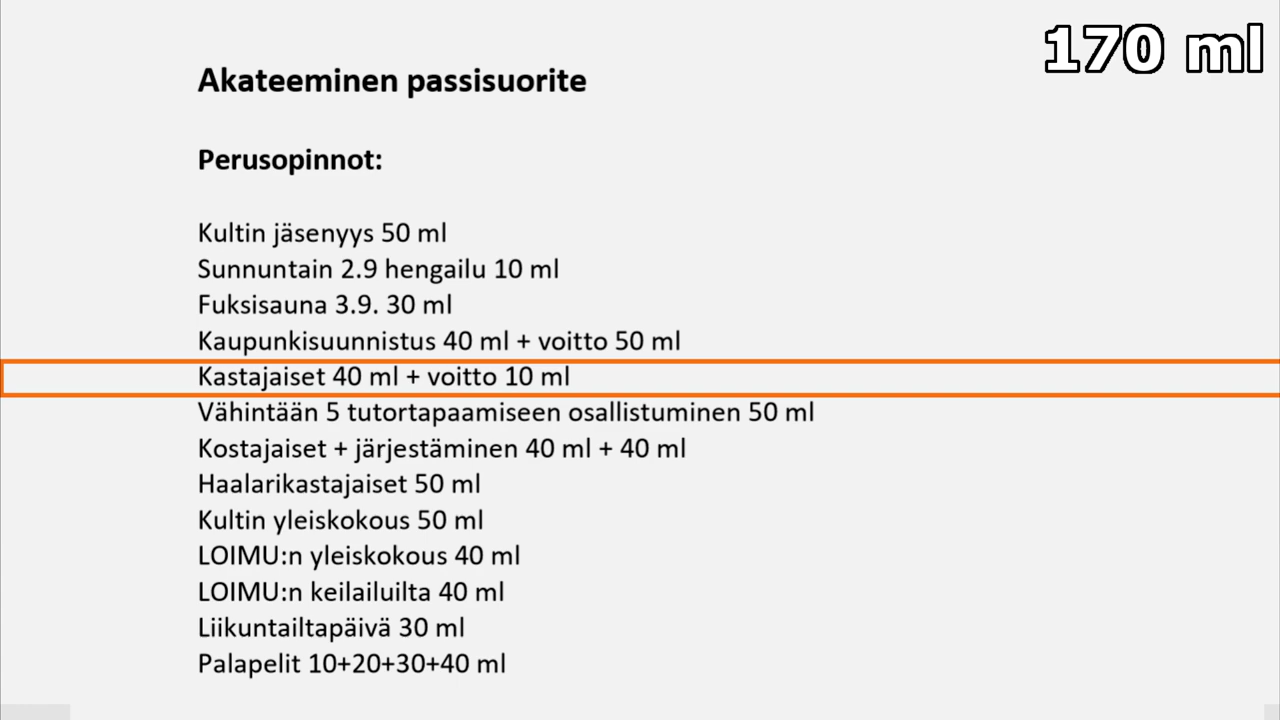 170 ml
Akateeminen passisuorite
Perusopinnot:
Kultin jäsenyys 50 ml
Sunnuntain 2.9 hengailu 10 ml
Fuksisauna 3.9. 30 ml
Kaupunkisuunnistus 40 ml + voitto 50 ml
Kastajaiset 40 ml + voitto 10 ml
Vähintään 5 tutortapaamiseen osallistuminen 50 ml
Kostajaiset + järjestäminen 40 ml + 40 ml
Haalarikastajaiset 50 ml
Kultin yleiskokous 50 ml
LOIMU:n yleiskokous 40 ml
LOIMU:n keilailuilta 40 ml
Liikuntailtapäivä 30 ml
Palapelit 10+20+30+40 ml